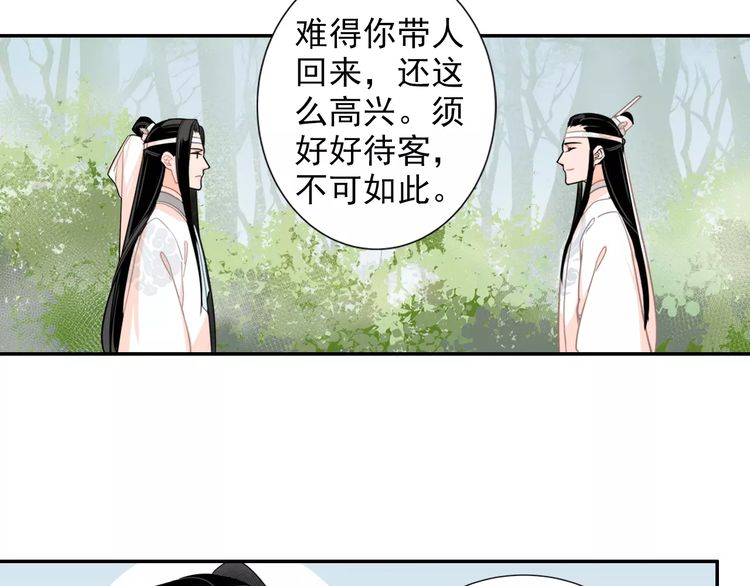 难得你带人
回来，还这
么高兴。须
好好待客，
不可如此。